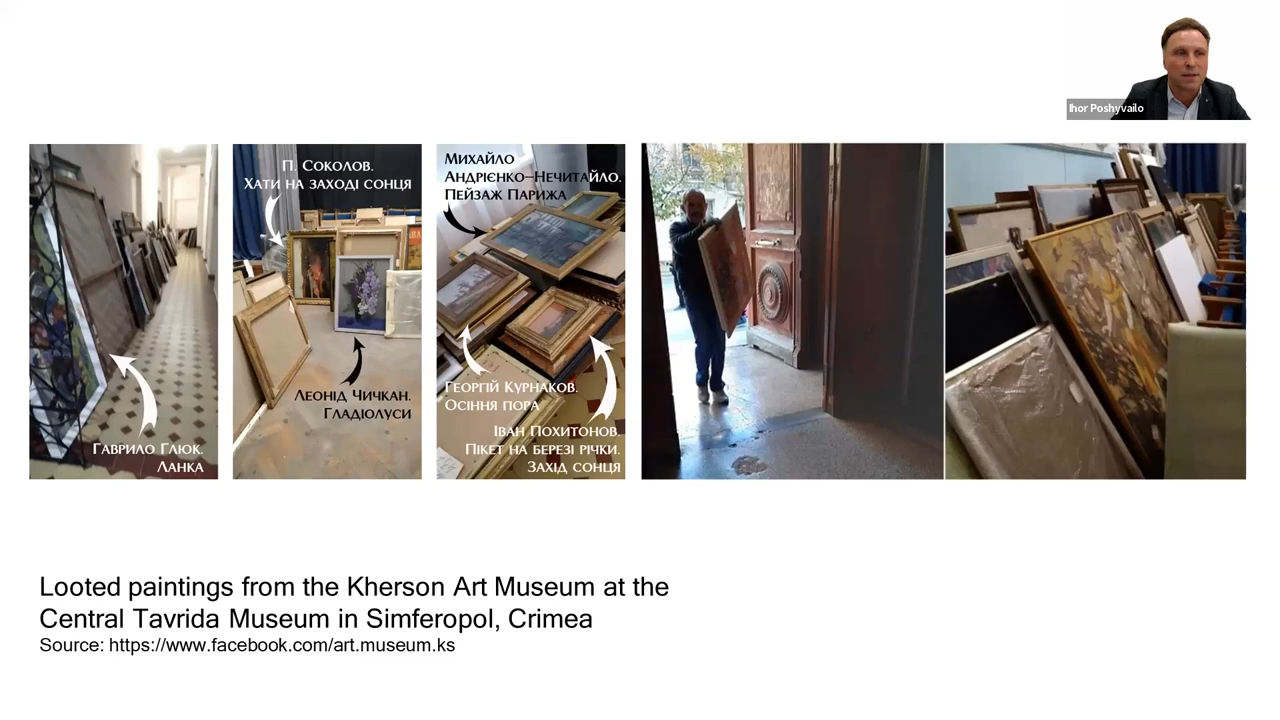 Ihor Poshyvailo
П. Соколов.
Хати на заході сонця
Михайло
Андрієнко-Нечитайло.
Пейзаж Парижа
Гаврило Глюк.
Ланка
Леонід Чичкан.
Гладіолуси
Георгій Курнаков.
Осіння пора
Іван Похитонов.
Пікет на березі річки.
Захід сонця
Looted paintings from the Kherson Art Museum at the
Central Tavrida Museum in Simferopol, Crimea
Source: https://www.facebook.com/art.museum.ks